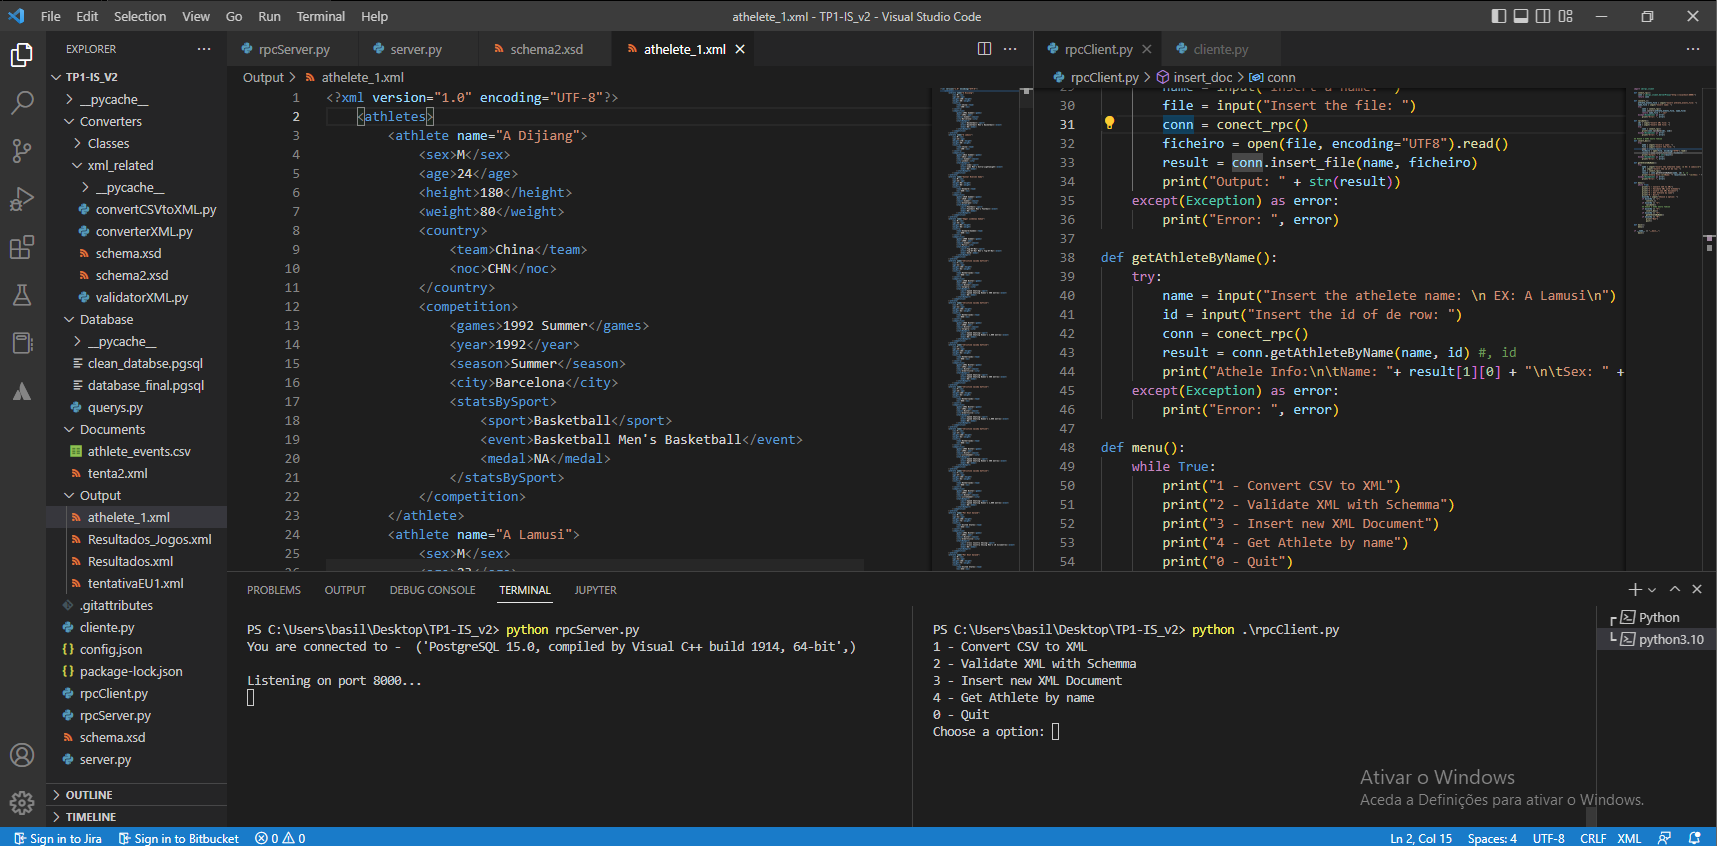 File Edit Selection View Go Run Terminal Help
athelete_1.xml - TP1-IS_v2 - Visual Studio Code
EXPLORER
TP1-IS_V2
__pycache__
Converters
Classes
xml_related
__pycache__
convertCSVtoXML.py
converterXML.py
schema.xsd
schema2.xsd
validatorXML.py
Database
__pycache__
clean_databse.pgsql
database_final.pgsql
querys.py
Documents
athlete_events.csv
tenta2.xml
Output
athelete_1.xml
Resultados_Jogos.xml
Resultados.xml
tentativaEU1.xml
.gitattributes
cliente.py
config.json
package-lock.json
rpcClient.py
rpcServer.py
schema.xsd
server.py
OUTLINE
TIMELINE
rpcServer.py server.py schema2.xsd athelete_1.xml
Output > athelete_1.xml
1 <?xml version="1.0" encoding="UTF-8"?>
2 <athletes>
3 <athlete name="A Dijiang">
4 <sex>M</sex>
5 <age>24</age>
6 <height>180</height>
7 <weight>80</weight>
8 <country>
9 <team>China</team>
10 <noc>CHN</noc>
11 </country>
12 <competition>
13 <games>1992 Summer</games>
14 <year>1992</year>
15 <season>Summer</season>
16 <city>Barcelona</city>
17 <statsBySport>
18 <sport>Basketball</sport>
19 <event>Basketball Men's Basketball</event>
20 <medal>NA</medal>
21 </statsBySport>
22 </competition>
23 </athlete>
24 <athlete name="A Lamusi">
25 <sex>M</sex>
rpcClient.py cliente.py
rpcClient.py > insert_doc > conn
30 file = input("Insert the file: ")
31 conn = conect_rpc()
32 ficheiro = open(file, encoding="UTF8").read()
33 result = conn.insert_file(name, ficheiro)
34 print("Output: " + str(result))
35 except(Exception) as error:
36 print("Error: ", error)
37
38 def getAthleteByName():
39 try:
40 name = input("Insert the athelete name: \n EX: A Lamusi\n")
41 id = input("Insert the id of de row: ")
42 conn = conect_rpc()
43 result = conn.getAthleteByName(name, id) #, id
44 print("Athele Info:\n\tName: "+ result[1][0] + "\n\tSex: " +
45 except(Exception) as error:
46 print("Error: ", error)
47
48 def menu():
49 while True:
50 print("1 - Convert CSV to XML")
51 print("2 - Validate XML with Schemma")
52 print("3 - Insert new XML Document")
53 print("4 - Get Athlete by name")
54 print("0 - Quit")
PROBLEMS OUTPUT DEBUG CONSOLE TERMINAL JUPYTER
PS C:\Users\basil\Desktop\TP1-IS_v2> python rpcServer.py
You are connected to - ('PostgreSQL 15.0, compiled by Visual C++ build 1914, 64-bit',)
Listening on port 8000...
PS C:\Users\basil\Desktop\TP1-IS_v2> python .\rpcClient.py
1 - Convert CSV to XML
2 - Validate XML with Schemma
3 - Insert new XML Document
4 - Get Athlete by name
0 - Quit
Choose a option:
Python
python3.10
Ativar o Windows
Aceda a Definições para ativar o Windows.
Sign in to Jira Sign in to Bitbucket 0 0 Ln 2, Col 15 Spaces: 4 UTF-8 CRLF XML